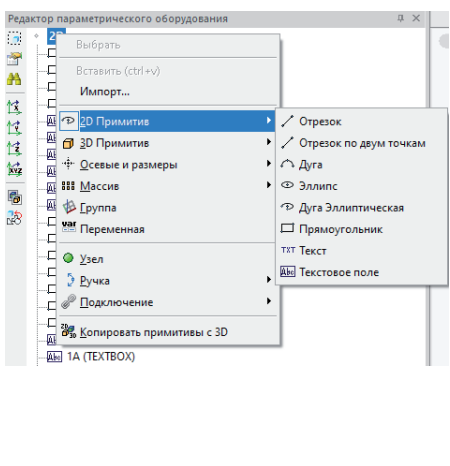 Редактор параметрического оборудования
2D
Выбрать
Вставить (ctrl+v)
Импорт...
2D Примитив
3D Примитив
Осевые и размеры
Массив
Группа
Переменная
Узел
Ручка
Подключение
Копировать примитивы с 3D
Отрезок
Отрезок по двум точкам
Дуга
Эллипс
Дуга Эллиптическая
Прямоугольник
TXT Текст
Abc Текстовое поле
1A (TEXTBOX)